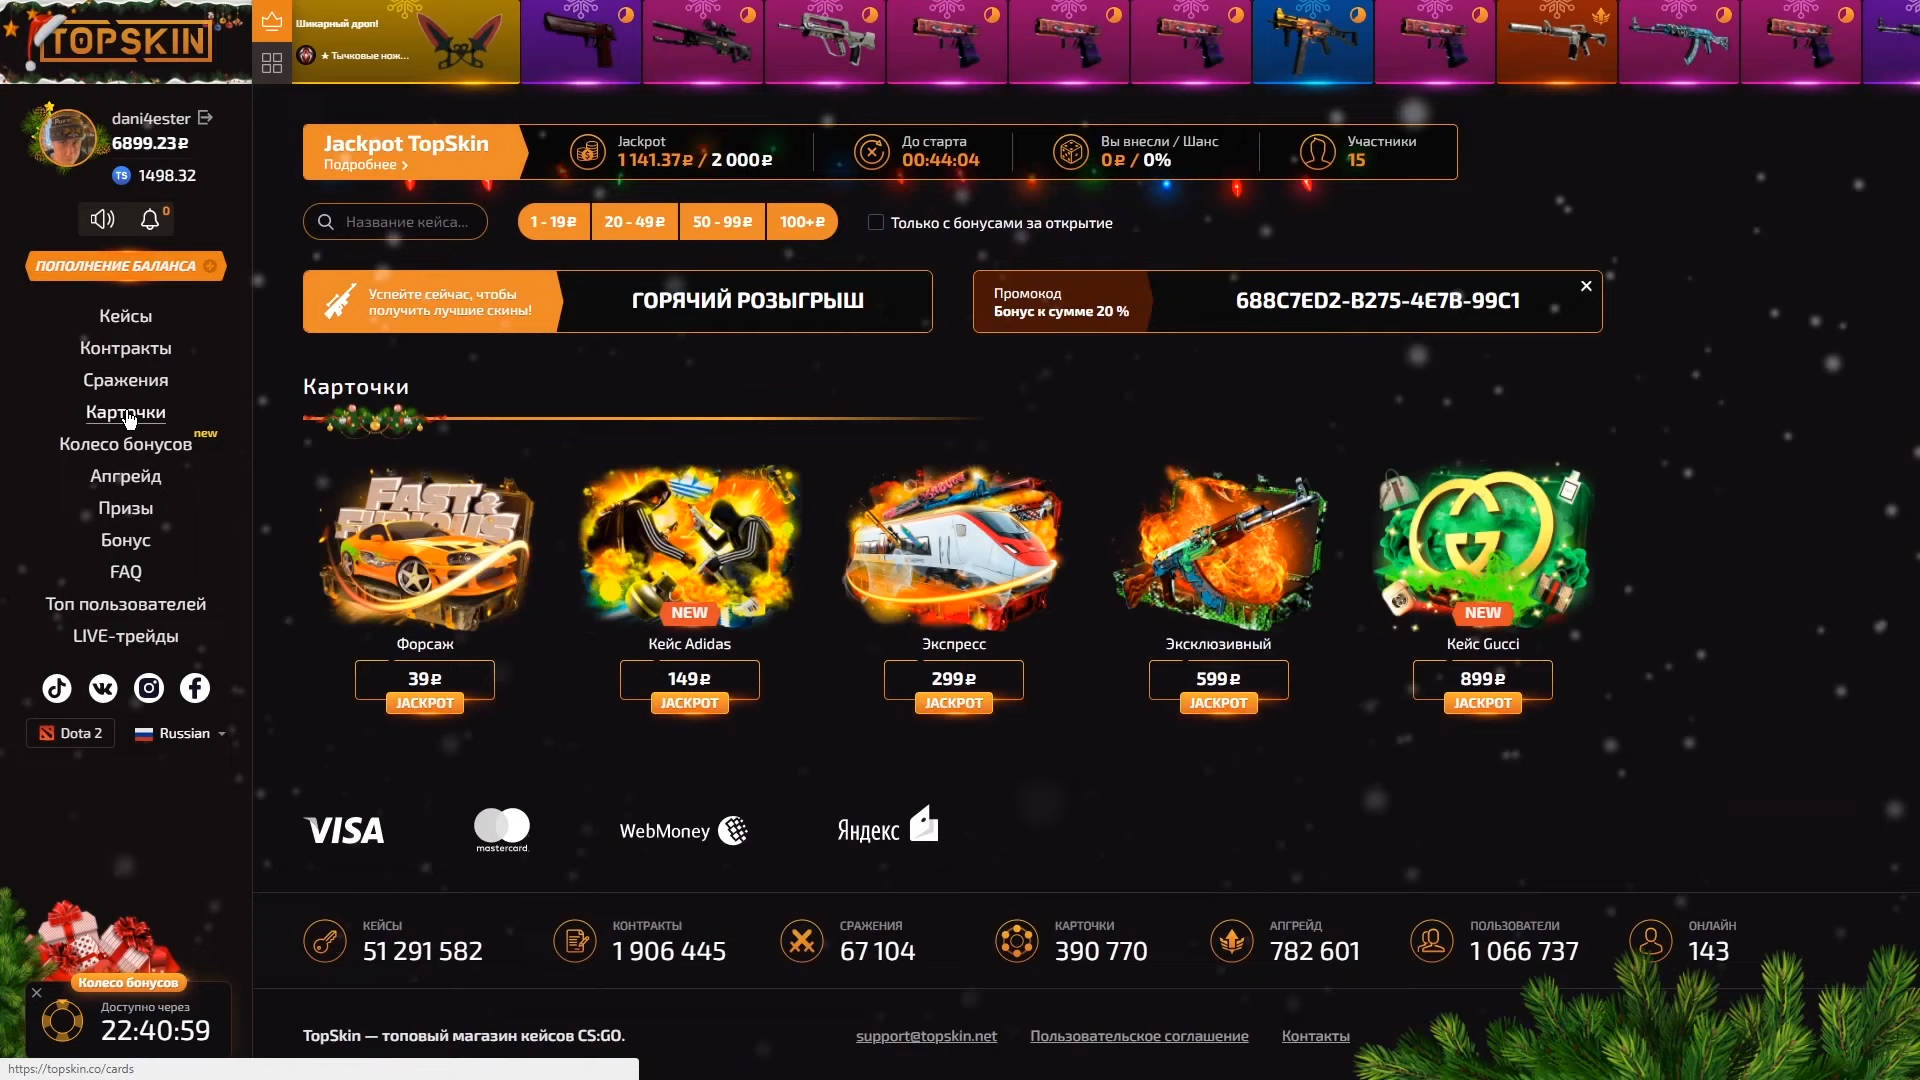 TOPSKIN
Шикарный дроп!
★ Тычковые нож...
dani4ester
6899.23₽
TS 1498.32
0
ПОПОЛНЕНИЕ БАЛАНСА
Кейсы
Контракты
Сражения
Карточки
Колесо бонусов new
Апгрейд
Призы
Бонус
FAQ
Топ пользователей
LIVE-трейды
Dota 2
Russian
Колесо бонусов
Доступно через
22:40:59
https://topskin.co/cards
Jackpot TopSkin
Подробнее
Jackpot
1 141.37₽ / 2 000₽
До старта
00:44:04
Вы внесли / Шанс
0₽ / 0%
Участники
15
Название кейса...
1 - 19₽
20 - 49₽
50 - 99₽
100+₽
Только с бонусами за открытие
Успейте сейчас, чтобы
получить лучшие скины!
ГОРЯЧИЙ РОЗЫГРЫШ
Промокод
Бонус к сумме 20 %
688C7ED2-B275-4E7B-99C1
Карточки
FAST &
FURIOUS
Форсаж
39₽
JACKPOT
NEW
Кейс Adidas
149₽
JACKPOT
Экспресс
299₽
JACKPOT
Эксклюзивный
599₽
JACKPOT
NEW
Кейс Gucci
899₽
JACKPOT
VISA
mastercard.
WebMoney
Яндекс
КЕЙСЫ
51 291 582
КОНТРАКТЫ
1 906 445
СРАЖЕНИЯ
67 104
КАРТОЧКИ
390 770
АПГРЕЙД
782 601
ПОЛЬЗОВАТЕЛИ
1 066 737
ОНЛАЙН
143
TopSkin — топовый магазин кейсов CS:GO.
support@topskin.net
Пользовательское соглашение
Контакты